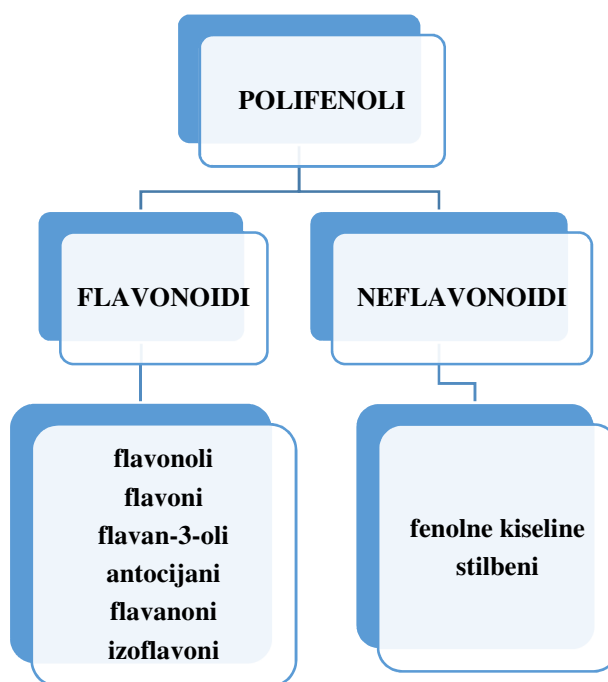 POLIFENOLI
FLAVONOIDI
NEFLAVONOIDI
flavonoli
flavoni
flavan-3-oli
antocijani
flavanoni
izoflavoni
fenolne kiseline
stilbeni